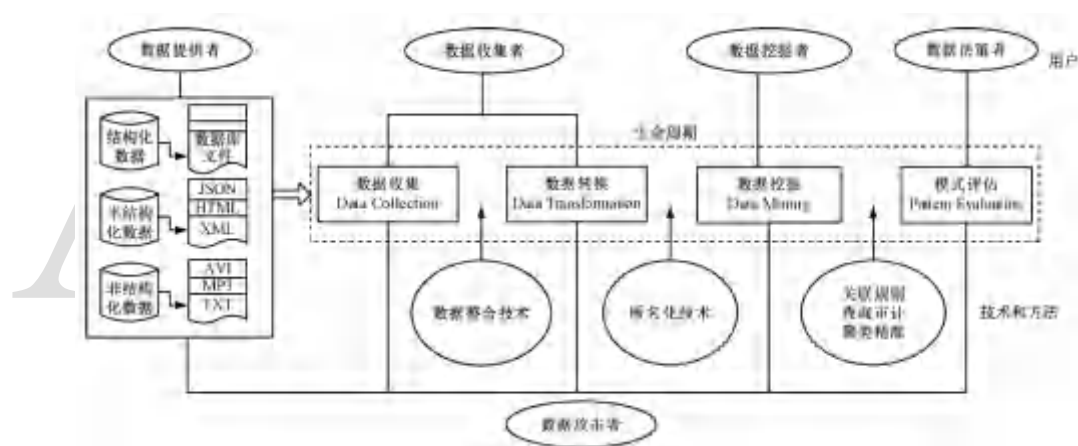 数据提供者
数据收集者
数据挖掘者
数据决策者
用户
生命周期
结构化
数据
数据库
文件
半结构
化数据
JSON
HTML
XML
非结构
化数据
AVI
MP3
TXT
数据收集
Data Collection
数据转换
Data Transformation
数据挖掘
Data Mining
模式评估
Pattern Evaluating
数据整合技术
匿名化技术
关联规则
查询审计
聚类精度
技术和方法
数据攻击者